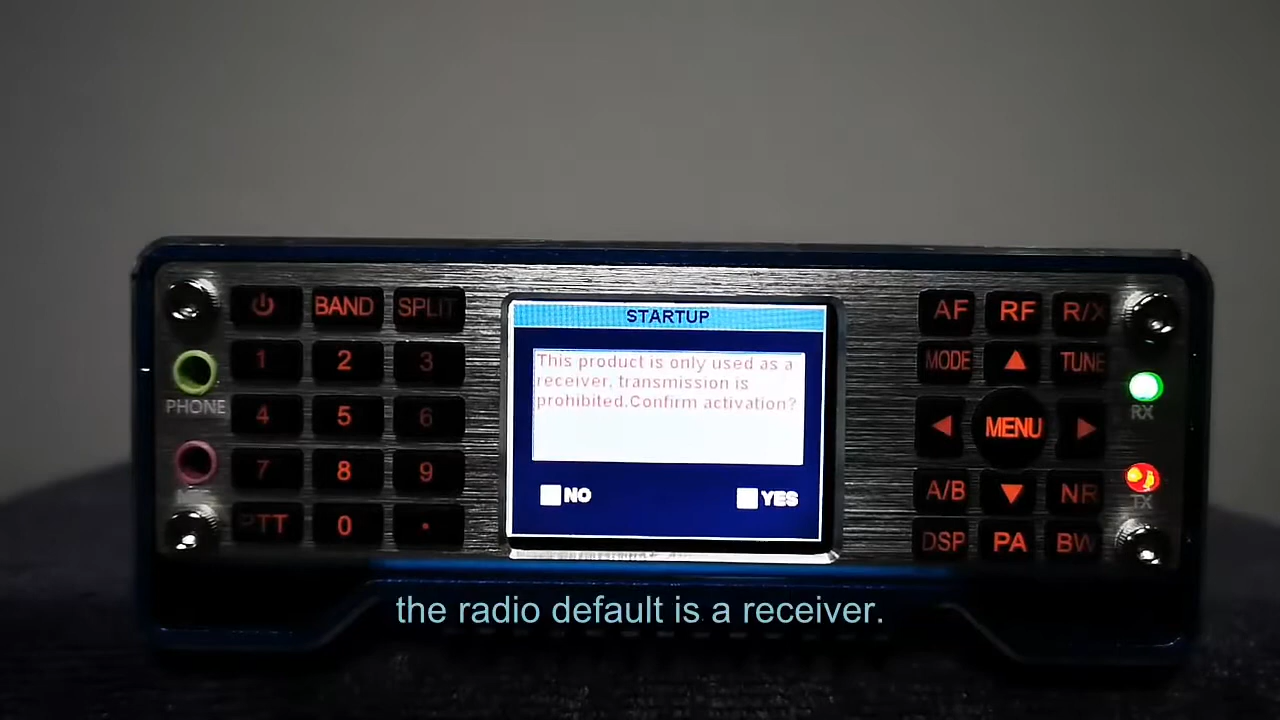 BAND SPLIT
1 2 3
PHONE
4 5 6
7 8 9
MIC
PTT 0 .
STARTUP
This product is only used as a
receiver, transmission is
prohibited.Confirm activation?
NO YES
AF RF R/X
MODE TUNE
RX
MENU
A/B NR
TX
DSP PA BW
the radio default is a receiver.